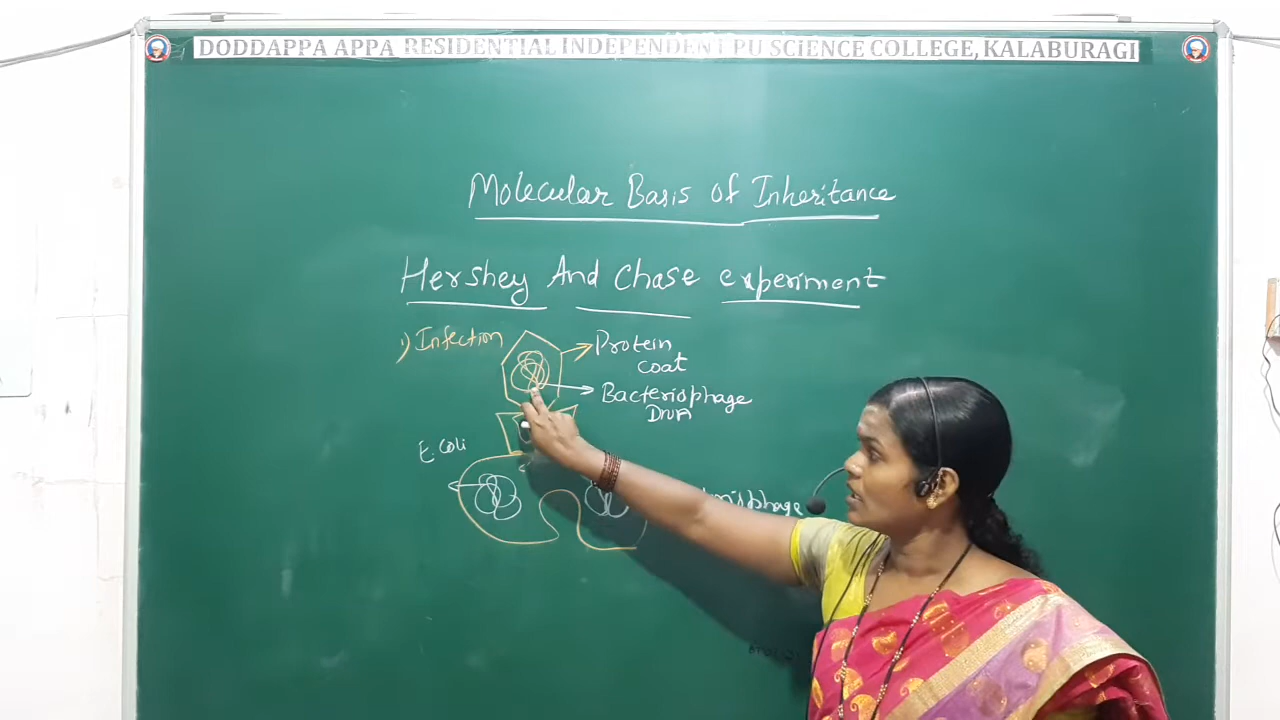 DODDAPPA APPA RESIDENTIAL INDEPENDENT PU SCIENCE COLLEGE, KALABURAGI
Molecular Basis of Inheritance
Hershey And Chase experiment
1) Infection
Protein
coat
Bacteriophage
DNA
E. Coli